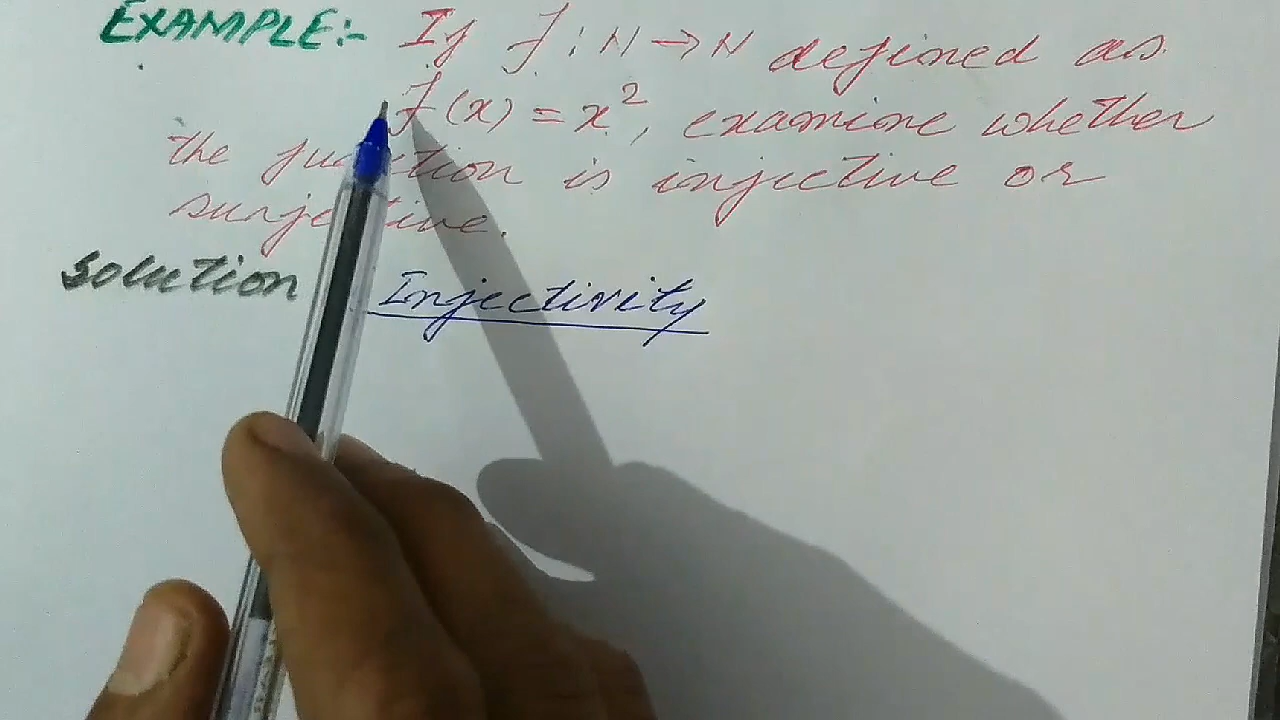 EXAMPLE:- If f : N → N defined as
f(x) = x², examine whether
the function is injective or
surjective.
Solution Injectivity